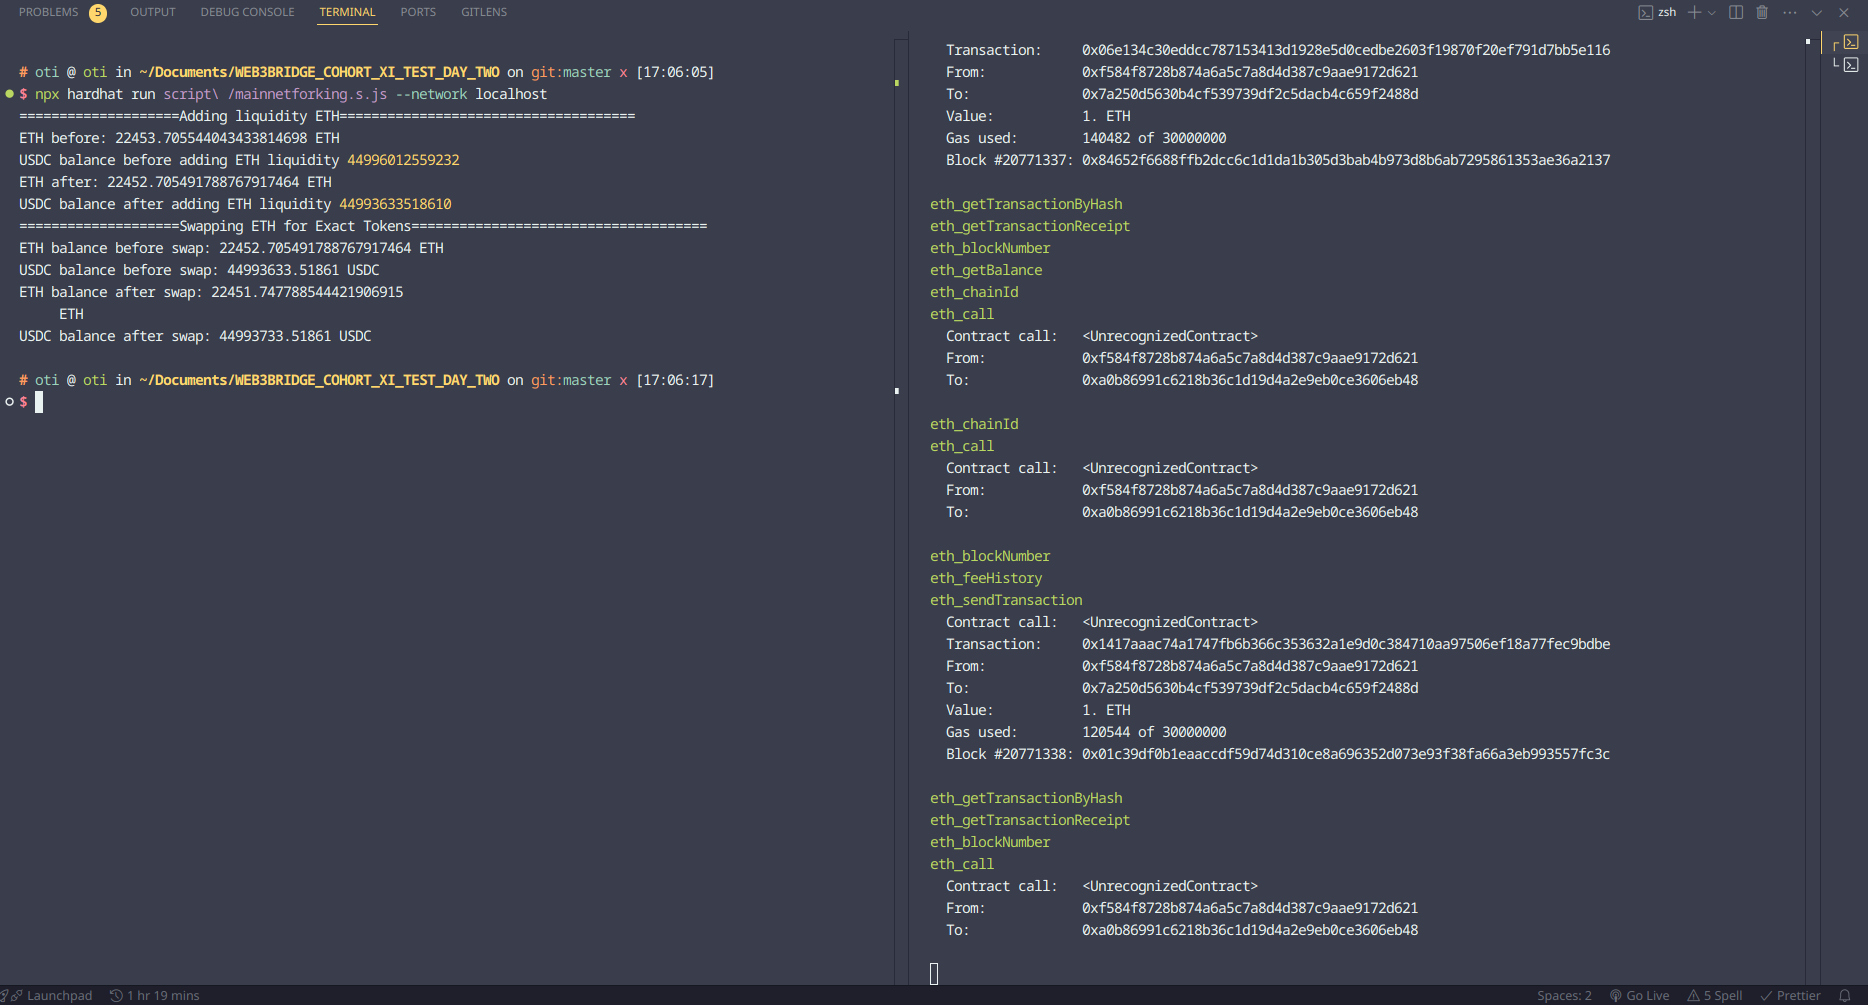 PROBLEMS 5 OUTPUT DEBUG CONSOLE TERMINAL PORTS GITLENS zsh
# oti @ oti in ~/Documents/WEB3BRIDGE_COHORT_XI_TEST_DAY_TWO on git:master x [17:06:05]
$ npx hardhat run script\ /mainnetforking.s.js --network localhost
====================Adding liquidity ETH=====================================
ETH before: 22453.705544043433814698 ETH
USDC balance before adding ETH liquidity 44996012559232
ETH after: 22452.705491788767917464 ETH
USDC balance after adding ETH liquidity 44993633518610
====================Swapping ETH for Exact Tokens=====================================
ETH balance before swap: 22452.705491788767917464 ETH
USDC balance before swap: 44993633.51861 USDC
ETH balance after swap: 22451.747788544421906915
ETH
USDC balance after swap: 44993733.51861 USDC
# oti @ oti in ~/Documents/WEB3BRIDGE_COHORT_XI_TEST_DAY_TWO on git:master x [17:06:17]
$
Transaction: 0x06e134c30eddcc787153413d1928e5d0cedbe2603f19870f20ef791d7bb5e116
From: 0xf584f8728b874a6a5c7a8d4d387c9aae9172d621
To: 0x7a250d5630b4cf539739df2c5dacb4c659f2488d
Value: 1. ETH
Gas used: 140482 of 30000000
Block #20771337: 0x84652f6688ffb2dcc6c1d1da1b305d3bab4b973d8b6ab7295861353ae36a2137
eth_getTransactionByHash
eth_getTransactionReceipt
eth_blockNumber
eth_getBalance
eth_chainId
eth_call
Contract call: <UnrecognizedContract>
From: 0xf584f8728b874a6a5c7a8d4d387c9aae9172d621
To: 0xa0b86991c6218b36c1d19d4a2e9eb0ce3606eb48
eth_chainId
eth_call
Contract call: <UnrecognizedContract>
From: 0xf584f8728b874a6a5c7a8d4d387c9aae9172d621
To: 0xa0b86991c6218b36c1d19d4a2e9eb0ce3606eb48
eth_blockNumber
eth_feeHistory
eth_sendTransaction
Contract call: <UnrecognizedContract>
Transaction: 0x1417aaac74a1747fb6b366c353632a1e9d0c384710aa97506ef18a77fec9bdbe
From: 0xf584f8728b874a6a5c7a8d4d387c9aae9172d621
To: 0x7a250d5630b4cf539739df2c5dacb4c659f2488d
Value: 1. ETH
Gas used: 120544 of 30000000
Block #20771338: 0x01c39df0b1eaaccdf59d74d310ce8a696352d073e93f38fa66a3eb993557fc3c
eth_getTransactionByHash
eth_getTransactionReceipt
eth_blockNumber
eth_call
Contract call: <UnrecognizedContract>
From: 0xf584f8728b874a6a5c7a8d4d387c9aae9172d621
To: 0xa0b86991c6218b36c1d19d4a2e9eb0ce3606eb48
Launchpad 1 hr 19 mins Spaces: 2 Go Live 5 Spell Prettier